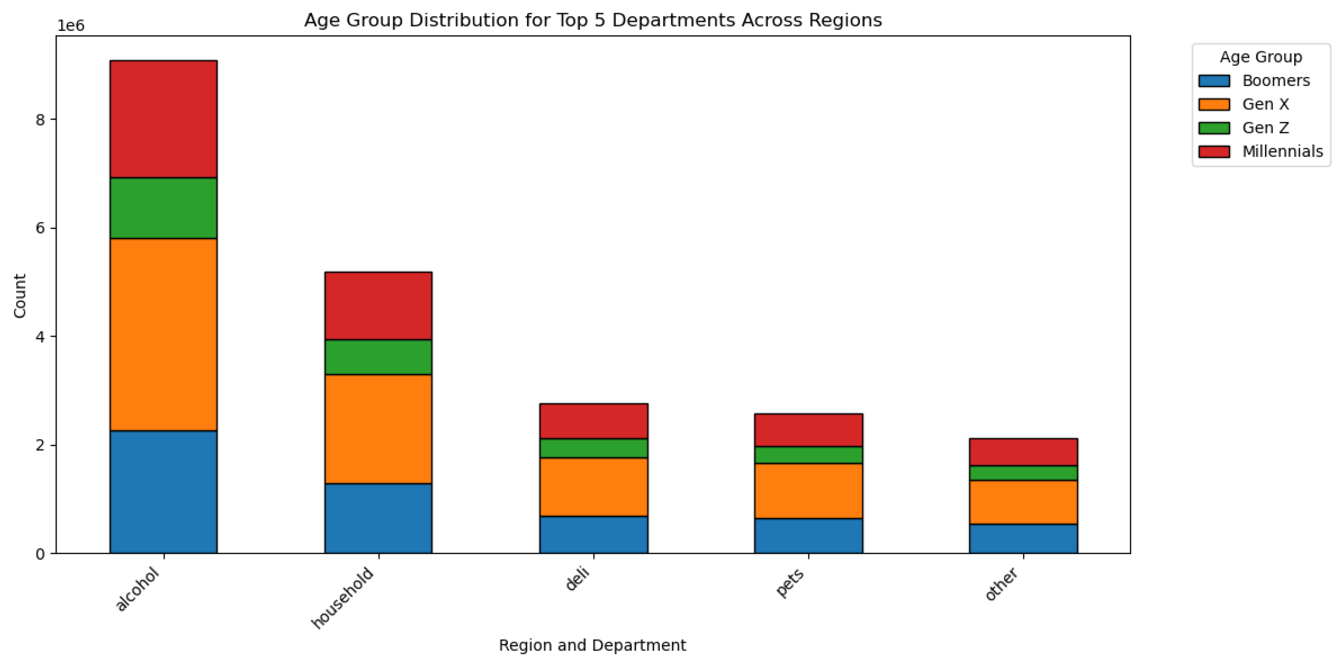 Age Group Distribution for Top 5 Departments Across Regions
1e6
Age Group
Boomers
Gen X
Gen Z
Millennials
8
6
4
2
0
Count
alcohol
household
deli
pets
other
Region and Department